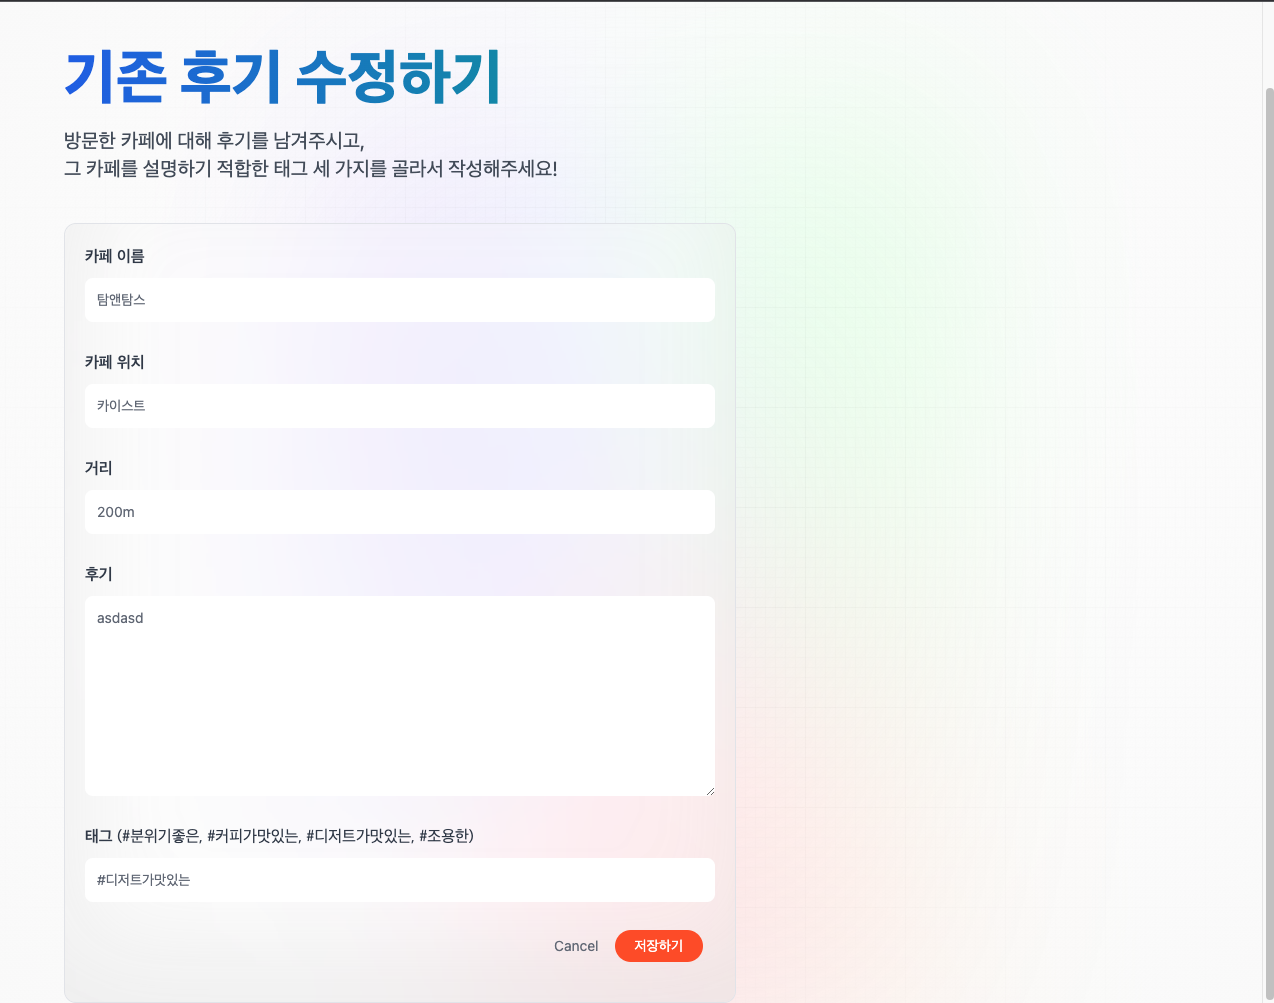 기존 후기 수정하기
방문한 카페에 대해 후기를 남겨주시고,
그 카페를 설명하기 적합한 태그 세 가지를 골라서 작성해주세요!
카페 이름
탐앤탐스
카페 위치
카이스트
거리
200m
후기
asdasd
태그 (#분위기좋은, #커피가맛있는, #디저트가맛있는, #조용한)
#디저트가맛있는
Cancel 저장하기